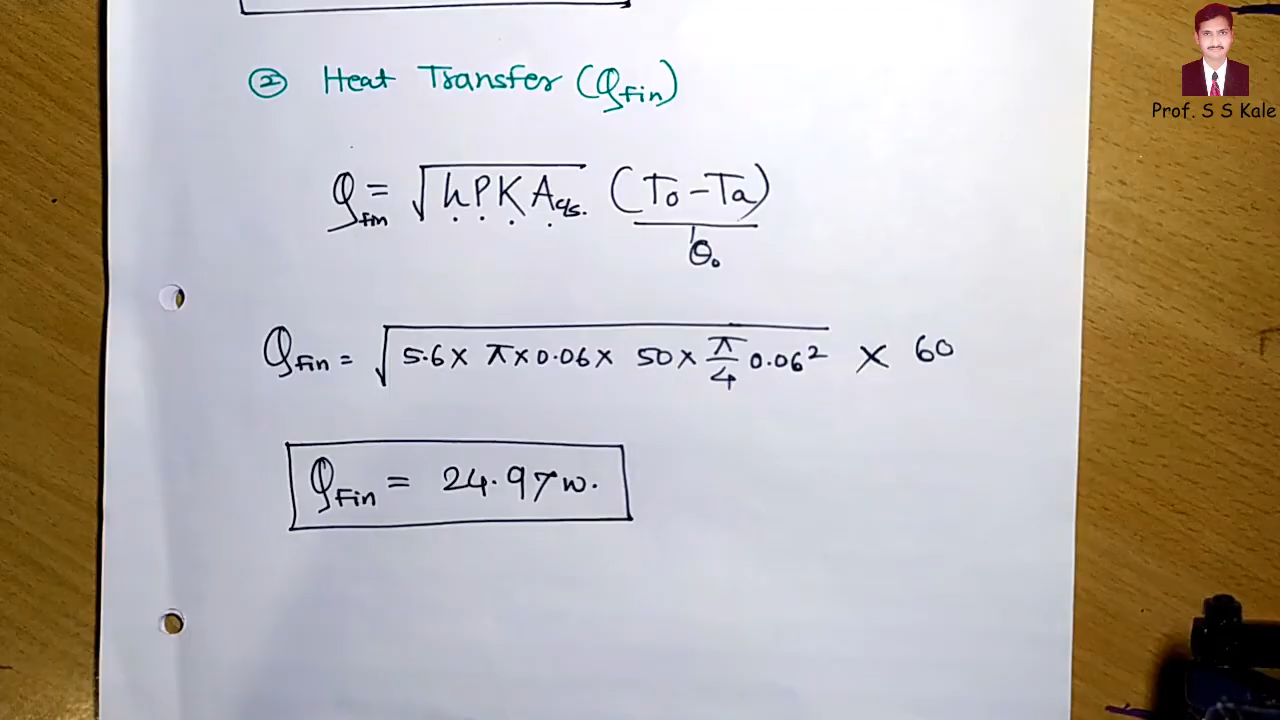 ② Heat Transfer (Qfin)
Prof. S S Kale
Qfin = √hPKAc/s. (To-Ta)
θo
Qfin = √5.6 x π x 0.06 x 50 x π/4 0.06² x 60
Qfin = 24.97w.